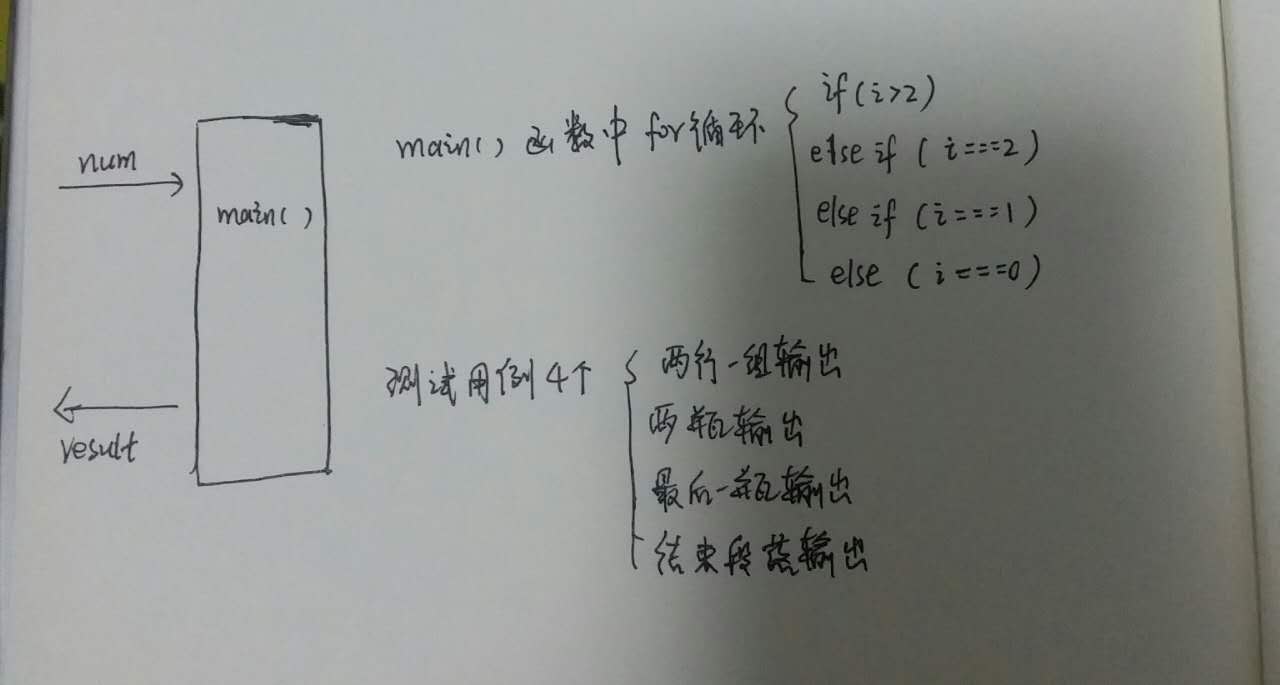 num
main()
result
main() 函数中 for循环
if(i>2)
else if (i===2)
else if (i===1)
else (i===0)
测试用例4个
两行一组输出
两瓶输出
最后一瓶输出
结束段落输出